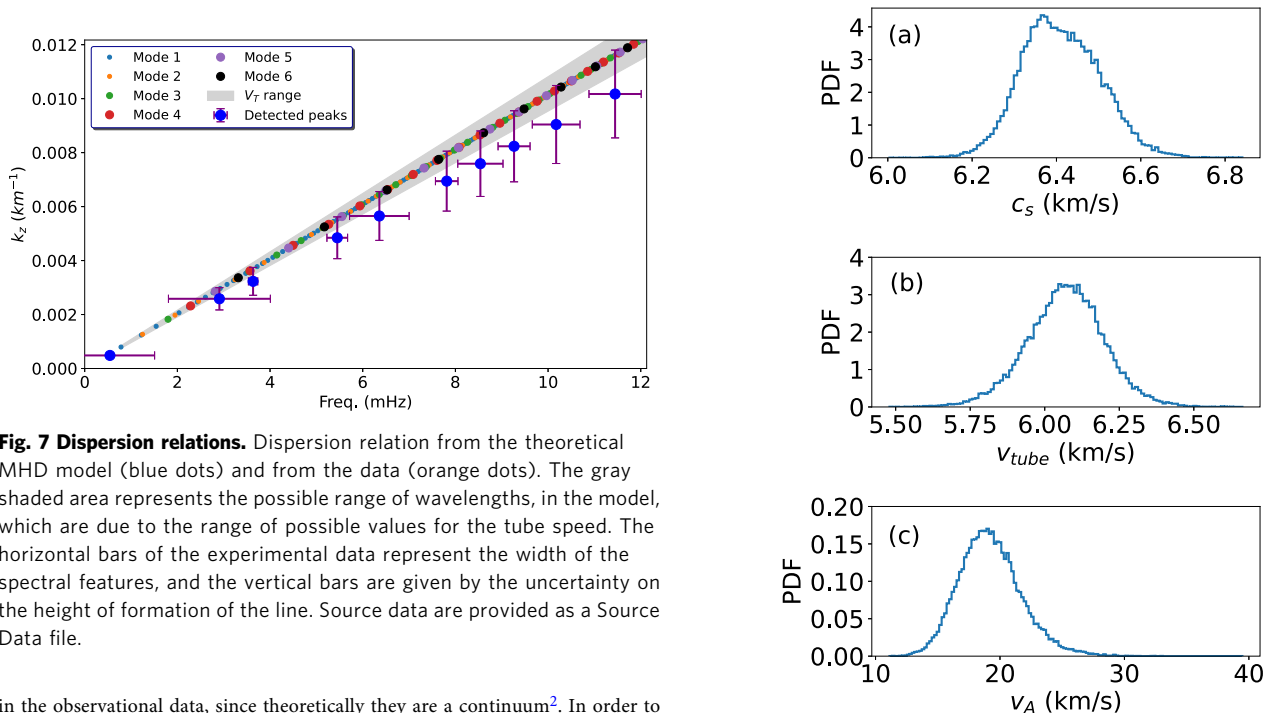 0.012
0.010
0.008
0.006
0.004
0.002
0.000
k_z (km⁻¹)
Mode 1
Mode 2
Mode 3
Mode 4
Mode 5
Mode 6
V_T range
Detected peaks
0 2 4 6 8 10 12
Freq. (mHz)
Fig. 7 Dispersion relations. Dispersion relation from the theoretical
MHD model (blue dots) and from the data (orange dots). The gray
shaded area represents the possible range of wavelengths, in the model,
which are due to the range of possible values for the tube speed. The
horizontal bars of the experimental data represent the width of the
spectral features, and the vertical bars are given by the uncertainty on
the height of formation of the line. Source data are provided as a Source
Data file.
in the observational data, since theoretically they are a continuum². In order to
(a)
PDF
4
3
2
1
0
6.0 6.2 6.4 6.6 6.8
c_s (km/s)
(b)
PDF
4
3
2
1
0
5.50 5.75 6.00 6.25 6.50
v_tube (km/s)
(c)
PDF
0.20
0.15
0.10
0.05
0.00
10 20 30 40
v_A (km/s)